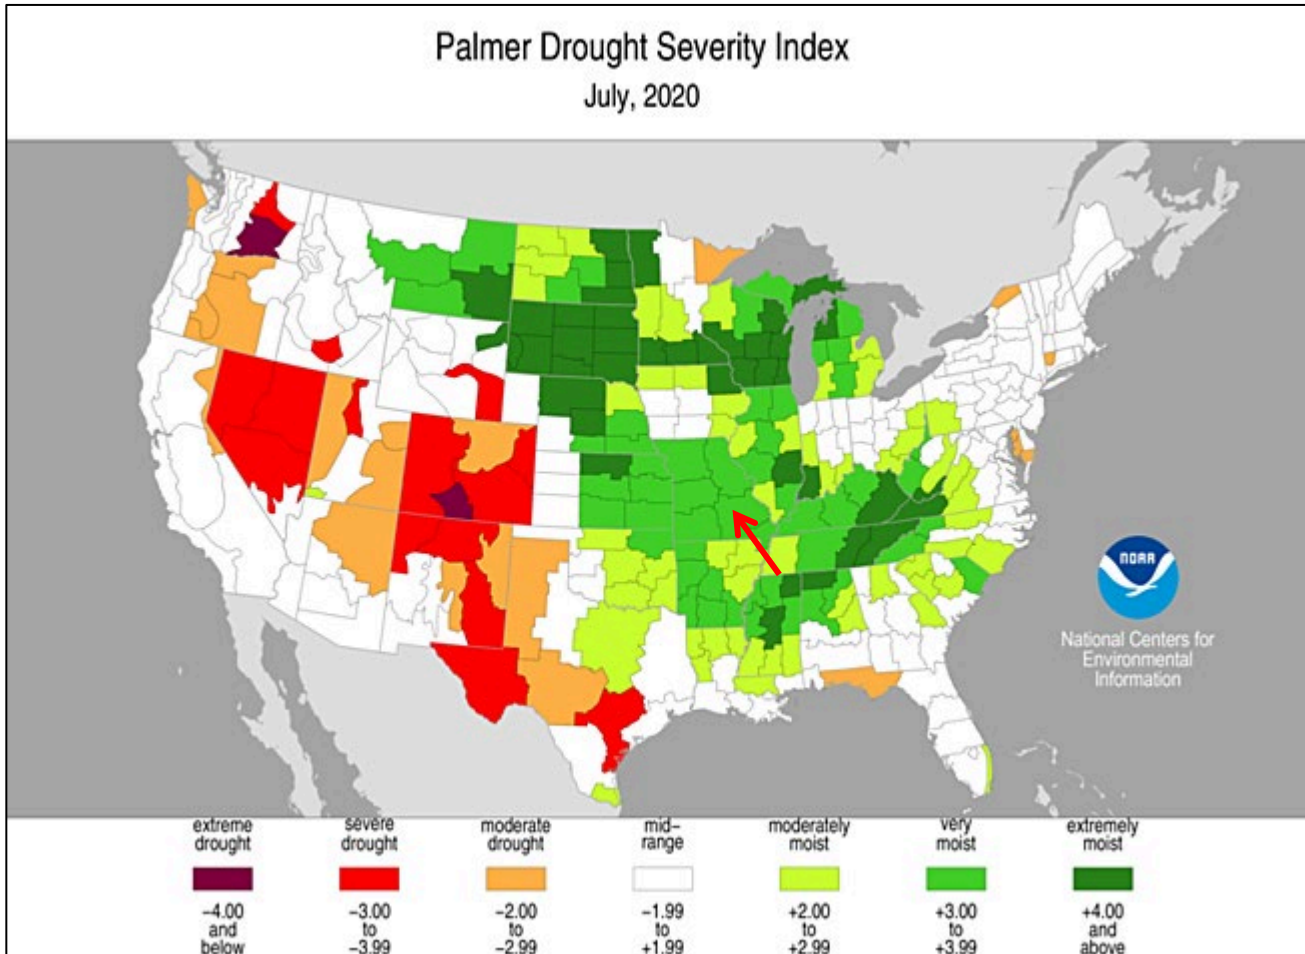 Palmer Drought Severity Index
July, 2020
NOAA
National Centers for
Environmental
Information
extreme
drought
severe
drought
moderate
drought
mid–
range
moderately
moist
very
moist
extremely
moist
−4.00
and
below
−3.00
to
−3.99
−2.00
to
−2.99
−1.99
to
+1.99
+2.00
to
+2.99
+3.00
to
+3.99
+4.00
and
above